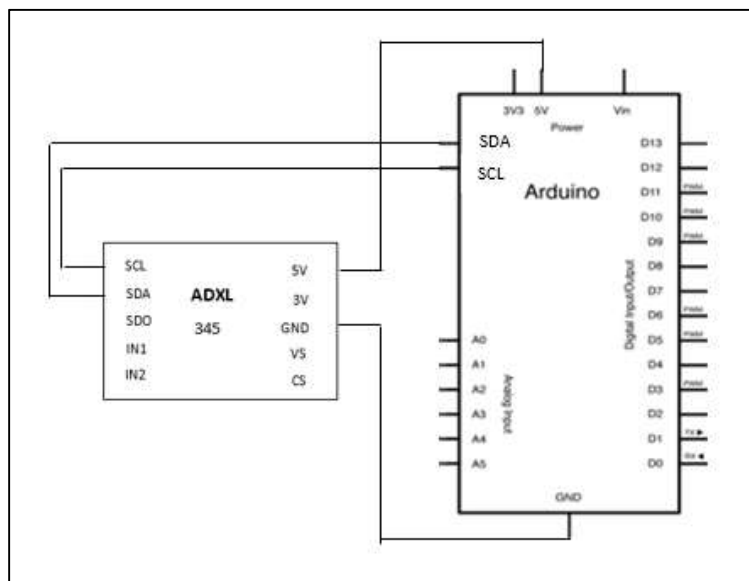 3V3 5V Vin
Power
SDA
SCL
Arduino
D13
D12
D11 PWM
D10 PWM
D9 PWM
D8
D7
D6 PWM
D5 PWM
D4
D3 PWM
D2
D1 TX ▶
D0 RX ◀
Digital Input/Output
A0
A1
A2
A3
A4
A5
Analog Input
GND
SCL
SDA
SDO
IN1
IN2
ADXL
345
5V
3V
GND
VS
CS